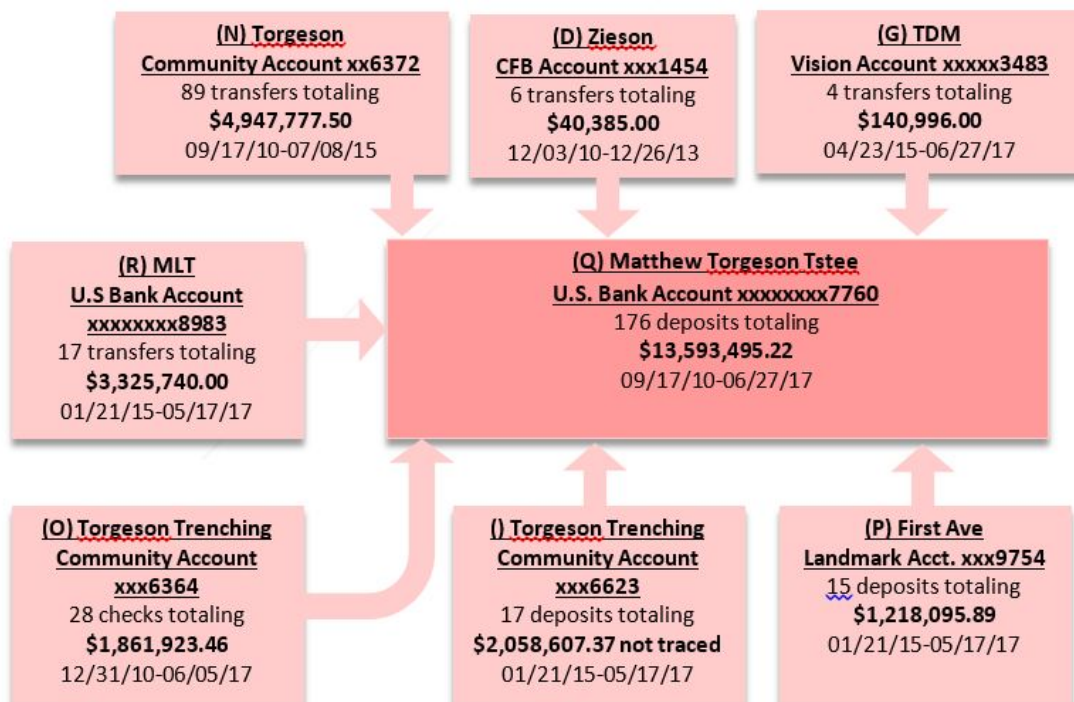 (N) Torgeson
Community Account xx6372
89 transfers totaling
$4,947,777.50
09/17/10-07/08/15
(D) Zieson
CFB Account xxx1454
6 transfers totaling
$40,385.00
12/03/10-12/26/13
(G) TDM
Vision Account xxxxx3483
4 transfers totaling
$140,996.00
04/23/15-06/27/17
(R) MLT
U.S Bank Account
xxxxxxxx8983
17 transfers totaling
$3,325,740.00
01/21/15-05/17/17
(Q) Matthew Torgeson Tstee
U.S. Bank Account xxxxxxxx7760
176 deposits totaling
$13,593,495.22
09/17/10-06/27/17
(O) Torgeson Trenching
Community Account
xxx6364
28 checks totaling
$1,861,923.46
12/31/10-06/05/17
() Torgeson Trenching
Community Account
xxx6623
17 deposits totaling
$2,058,607.37 not traced
01/21/15-05/17/17
(P) First Ave
Landmark Acct. xxx9754
15 deposits totaling
$1,218,095.89
01/21/15-05/17/17